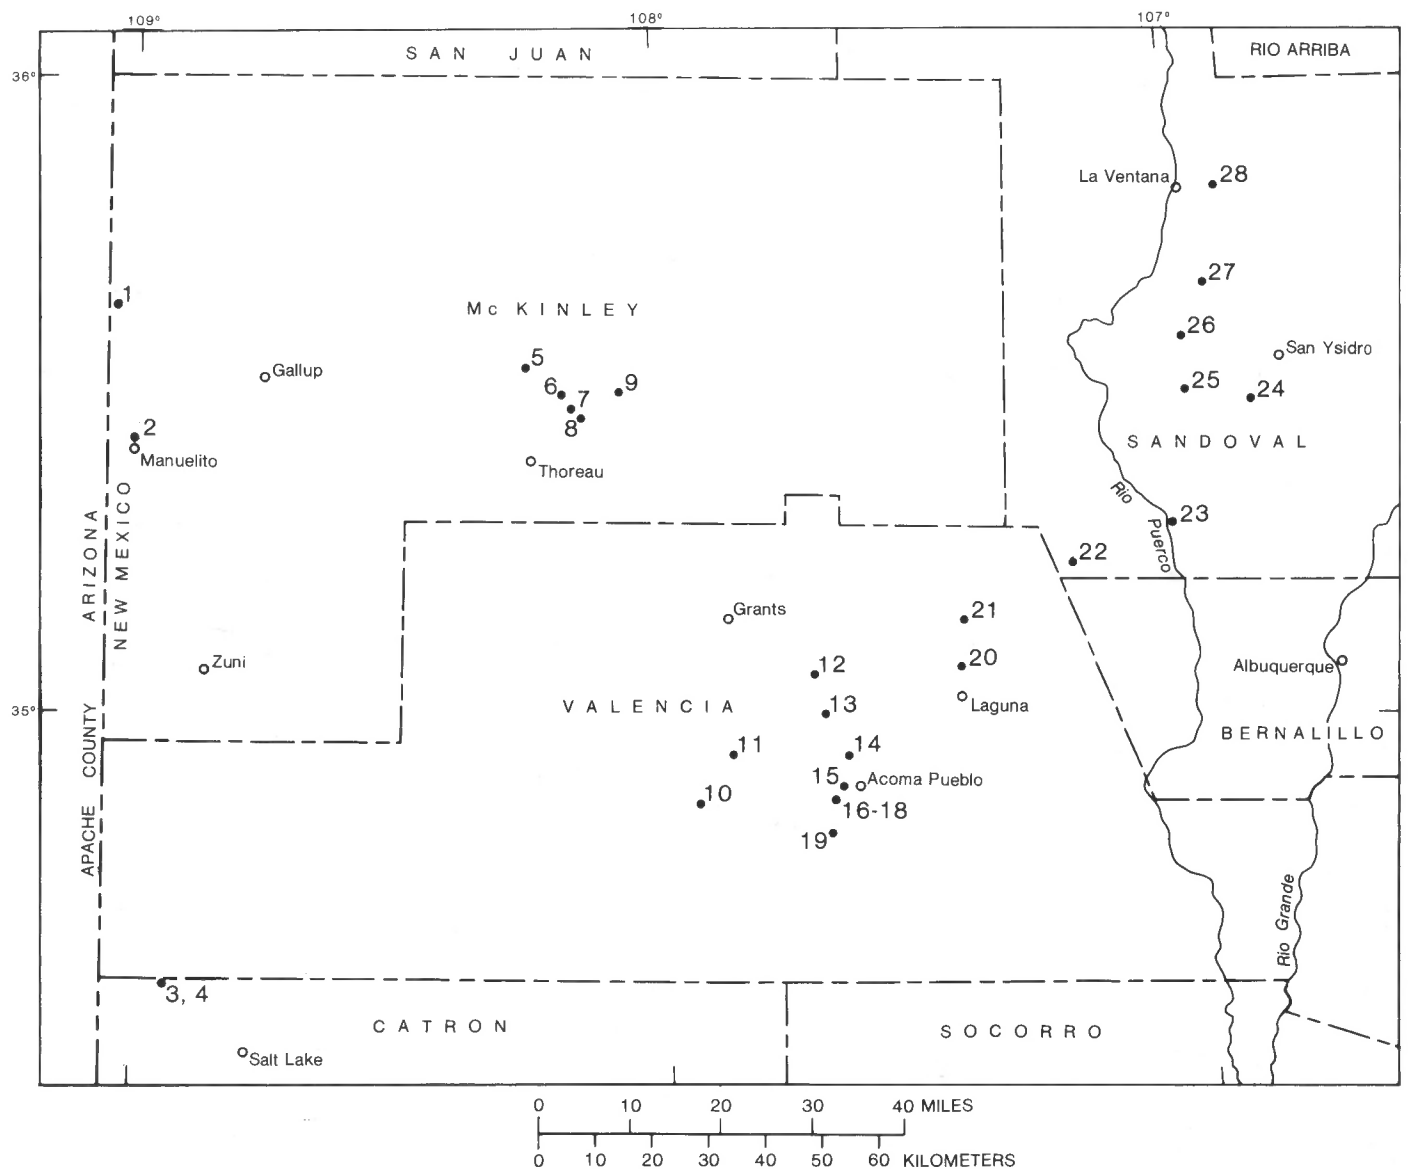 109° 108° 107°
SAN JUAN
RIO ARRIBA
36°
La Ventana
28
27
1
Mc KINLEY
26
San Ysidro
5
Gallup
6
7
9
25
24
8
2
SANDOVAL
Manuelito
Thoreau
Rio Puerco
23
ARIZONA
NEW MEXICO
22
Grants
21
Zuni
12
20
Albuquerque
35°
VALENCIA
13
Laguna
BERNALILLO
11
14
15
Acoma Pueblo
10
16-18
19
APACHE COUNTY
Rio Grande
3, 4
CATRON
SOCORRO
Salt Lake
0 10 20 30 40 MILES
0 10 20 30 40 50 60 KILOMETERS